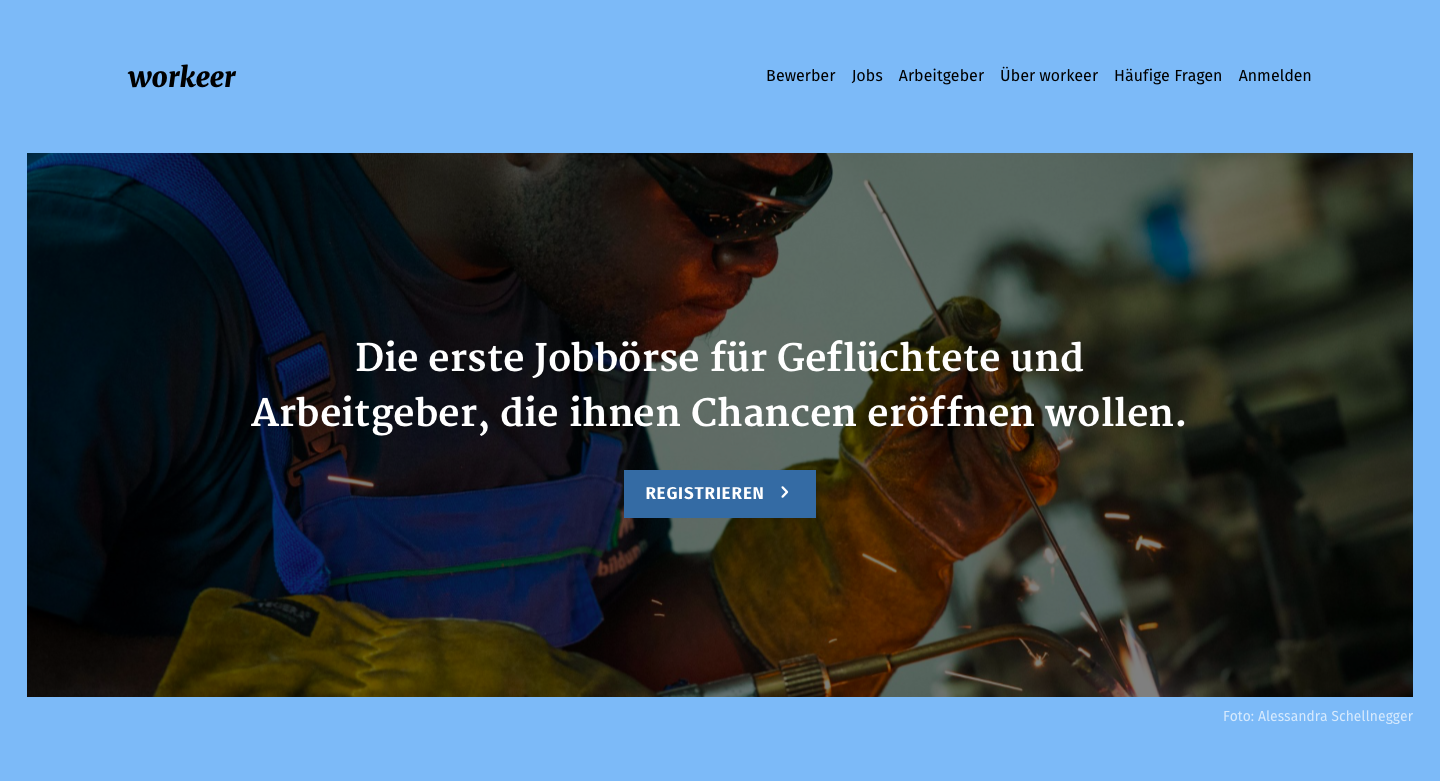 workeer
Bewerber Jobs Arbeitgeber Über workeer Häufige Fragen Anmelden
Die erste Jobbörse für Geflüchtete und
Arbeitgeber, die ihnen Chancen eröffnen wollen.
REGISTRIEREN
Foto: Alessandra Schellnegger